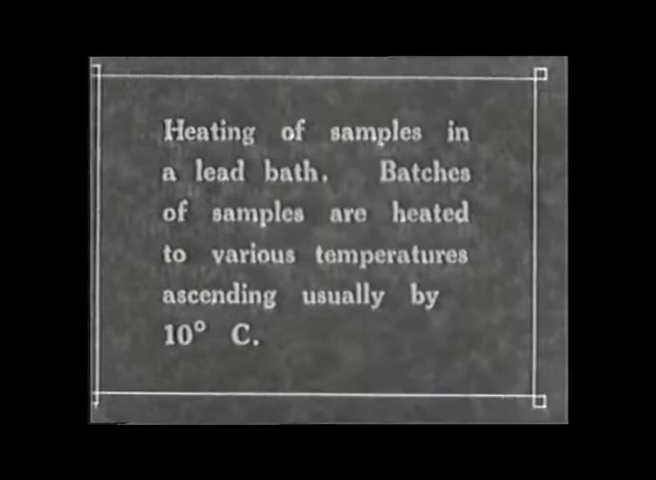 Heating of samples in
a lead bath. Batches
of samples are heated
to various temperatures
ascending usually by
10° C.